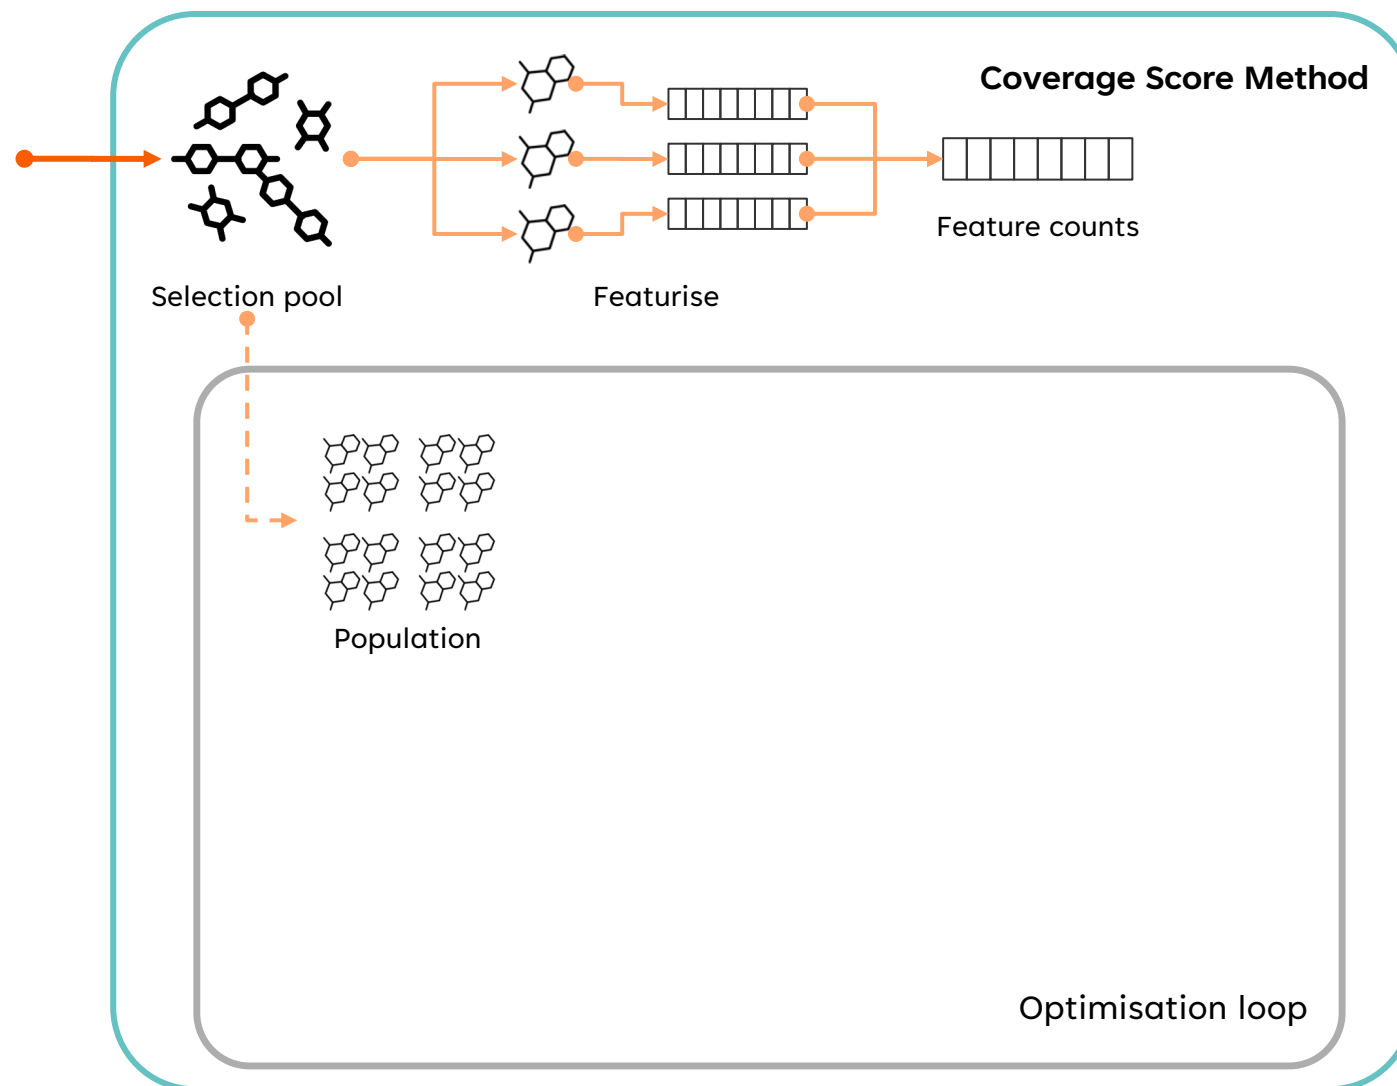 Coverage Score Method
Feature counts
Selection pool
Featurise
Population
Optimisation loop